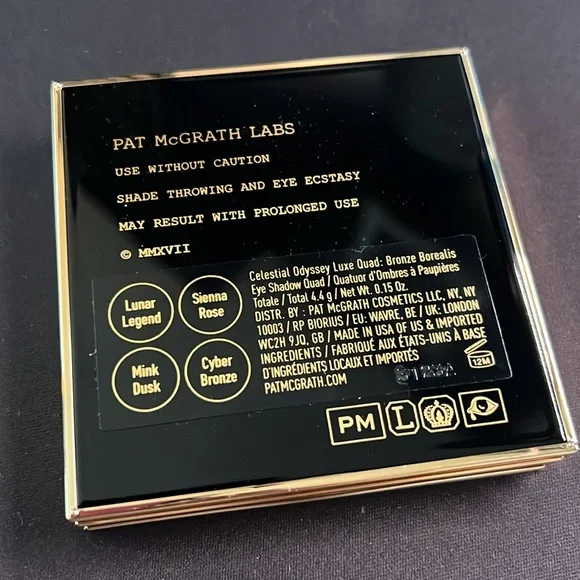 PAT McGRATH LABS
USE WITHOUT CAUTION
SHADE THROWING AND EYE ECSTASY
MAY RESULT WITH PROLONGED USE
© MMXVII
Lunar
Legend
Sienna
Rose
Mink
Dusk
Cyber
Bronze
Celestial Odyssey Luxe Quad: Bronze Borealis
Eye Shadow Quad / Quatuor d'Ombres à Paupières
Totale / Total 4.4 g / Net Wt. 0.15 Oz.
DISTR. BY : PAT McGRATH COSMETICS LLC, NY, NY
10003 / RP BIORIUS / EU: WAVRE, BE / UK: LONDON
WC2H 9JQ, GB / MADE IN USA OF US & IMPORTED
INGREDIENTS / FABRIQUÉ AUX ÉTATS-UNIS À BASE
D'INGRÉDIENTS LOCAUX ET IMPORTÉS
PATMCGRATH.COM
12M
PM L